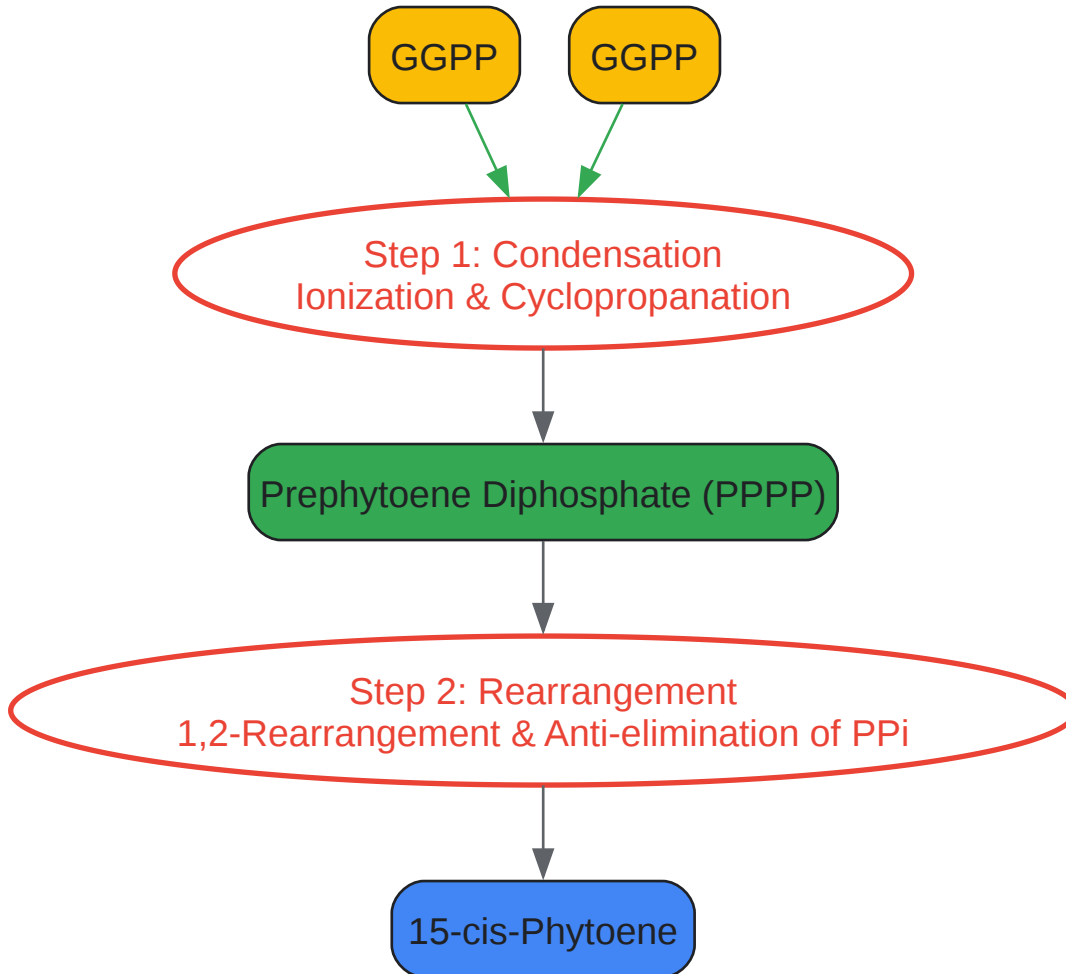 GGPP
GGPP
Step 1: Condensation
Ionization & Cyclopropanation
Prephytoene Diphosphate (PPPP)
Step 2: Rearrangement
1,2-Rearrangement & Anti-elimination of PPi
15-cis-Phytoene